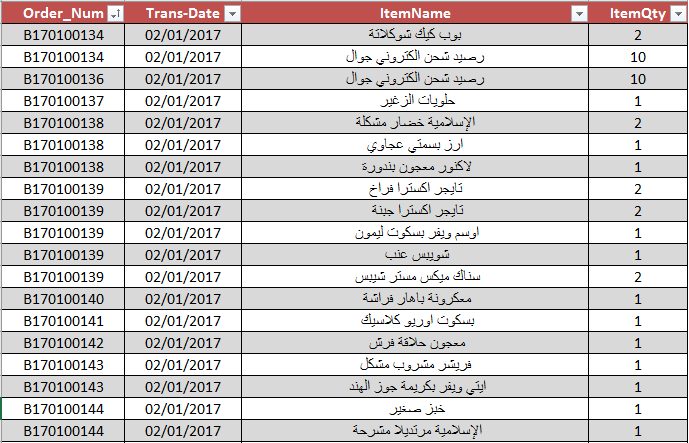 Order_Num Trans-Date ItemName ItemQty
B170100134 02/01/2017 بوب كيك شوكلاتة 2
B170100134 02/01/2017 رصيد شحن الكتروني جوال 10
B170100136 02/01/2017 رصيد شحن الكتروني جوال 10
B170100137 02/01/2017 حلويات الزغير 1
B170100138 02/01/2017 الإسلامية خضار مشكلة 2
B170100138 02/01/2017 ارز بسمتي عجاوي 1
B170100138 02/01/2017 لاكنور معجون بندورة 1
B170100139 02/01/2017 تايجر اكسترا فراخ 2
B170100139 02/01/2017 تايجر اكسترا جبنة 2
B170100139 02/01/2017 اوسم ويفر بسكوت ليمون 1
B170100139 02/01/2017 شويبس عنب 1
B170100139 02/01/2017 سناك ميكس مستر شيبس 2
B170100140 02/01/2017 معكرونة باهار فراشة 1
B170100141 02/01/2017 بسكوت اوريو كلاسيك 1
B170100142 02/01/2017 معجون حلاقة فرش 1
B170100143 02/01/2017 فريشر مشروب مشكل 1
B170100143 02/01/2017 ايتي ويفر بكريمة جوز الهند 1
B170100144 02/01/2017 خبز صغير 1
B170100144 02/01/2017 الإسلامية مرتديلا مشرحة 1